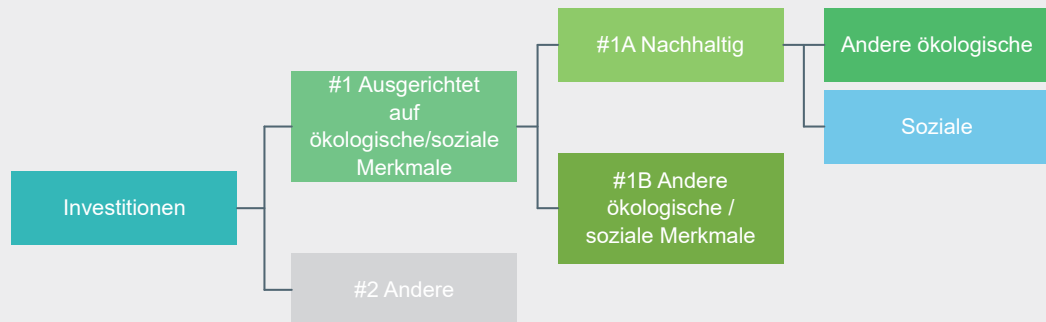 Investitionen
#1 Ausgerichtet
auf
ökologische/soziale
Merkmale
#2 Andere
#1A Nachhaltig
#1B Andere
ökologische /
soziale Merkmale
Andere ökologische
Soziale